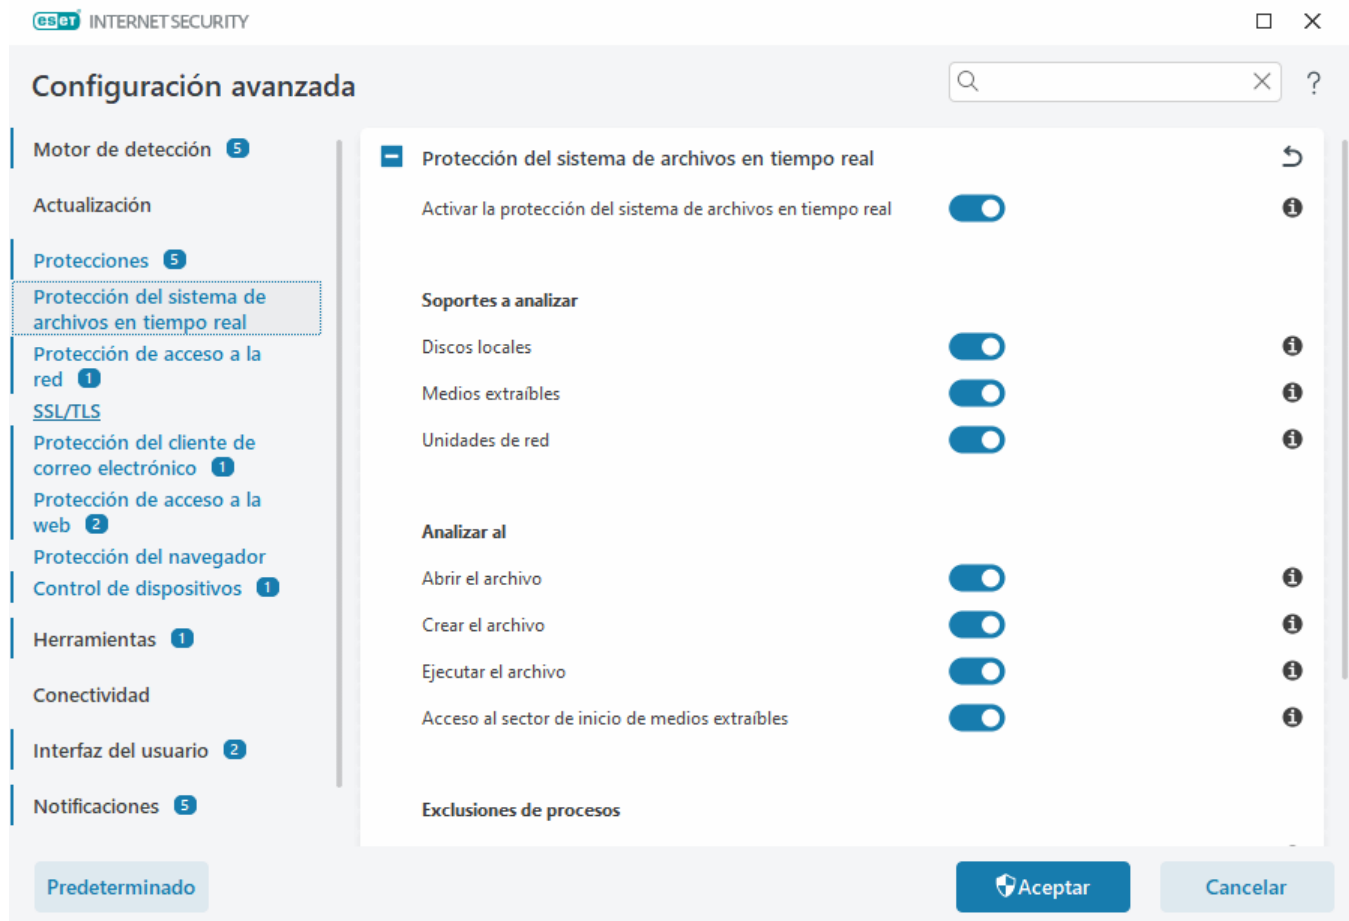 eset INTERNET SECURITY
Configuración avanzada
?
Motor de detección 5
Actualización
Protecciones 5
Protección del sistema de
archivos en tiempo real
Protección de acceso a la
red 1
SSL/TLS
Protección del cliente de
correo electrónico 1
Protección de acceso a la
web 2
Protección del navegador
Control de dispositivos 1
Herramientas 1
Conectividad
Interfaz del usuario 2
Notificaciones 5
Protección del sistema de archivos en tiempo real
Activar la protección del sistema de archivos en tiempo real
Soportes a analizar
Discos locales
Medios extraíbles
Unidades de red
Analizar al
Abrir el archivo
Crear el archivo
Ejecutar el archivo
Acceso al sector de inicio de medios extraíbles
Exclusiones de procesos
Predeterminado
Aceptar
Cancelar